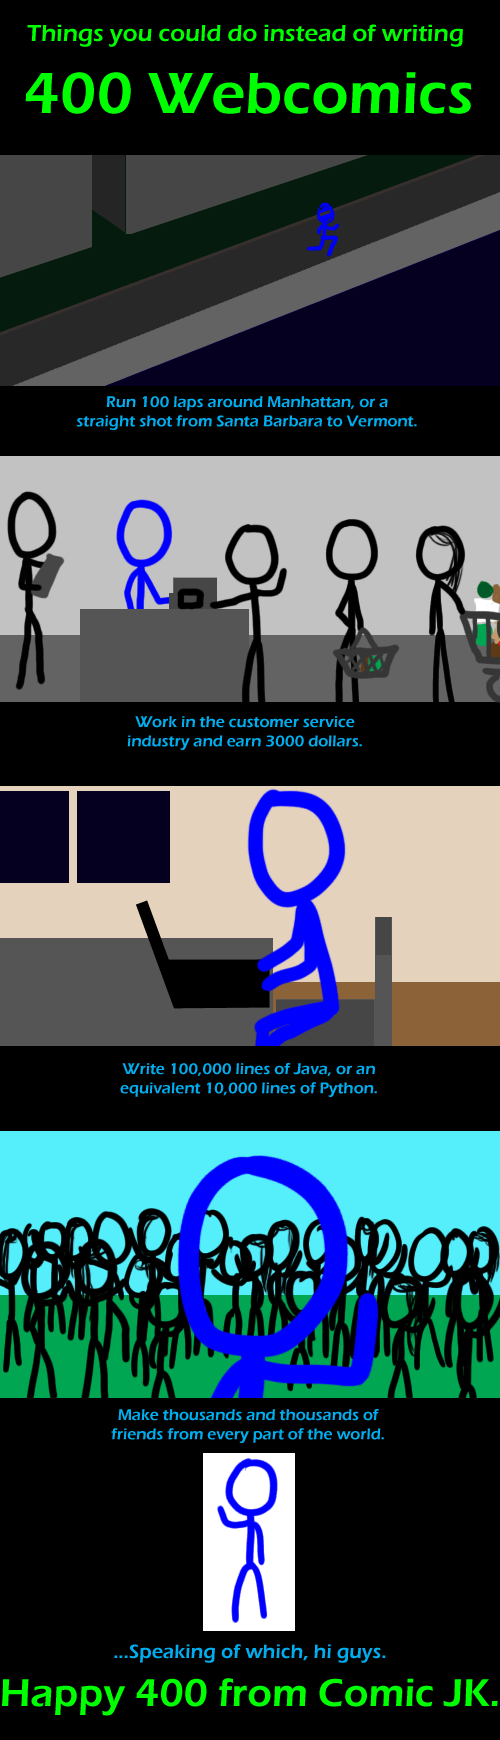 Things you could do instead of writing
400 Webcomics
Run 100 laps around Manhattan, or a
straight shot from Santa Barbara to Vermont.
Work in the customer service
industry and earn 3000 dollars.
Write 100,000 lines of Java, or an
equivalent 10,000 lines of Python.
Make thousands and thousands of
friends from every part of the world.
...Speaking of which, hi guys.
Happy 400 from Comic JK.